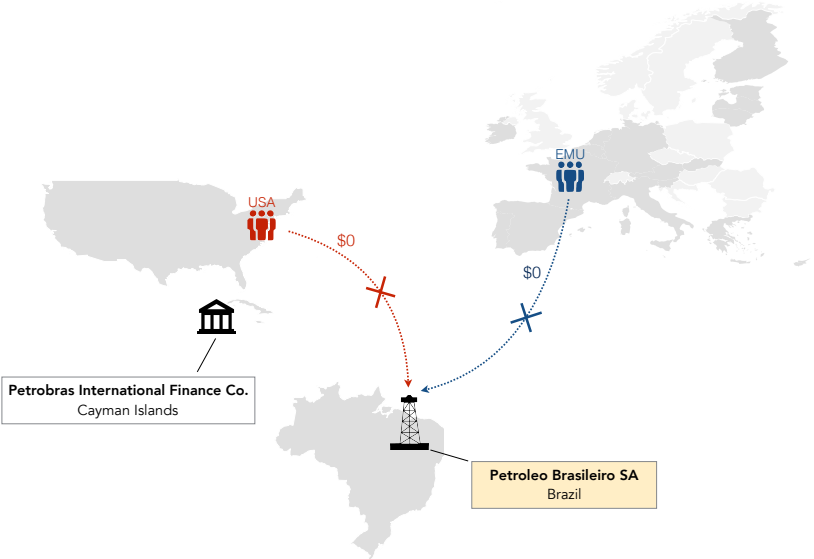 EMU
USA
$0
$0
Petrobras International Finance Co.
Cayman Islands
Petroleo Brasileiro SA
Brazil